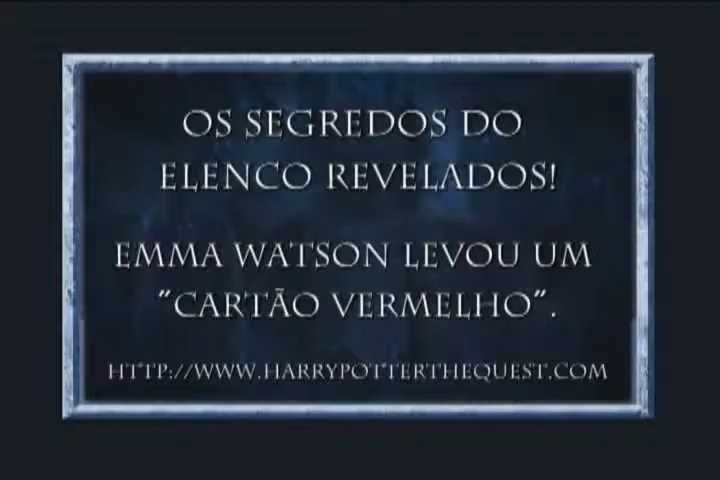 OS SEGREDOS DO
ELENCO REVELADOS!
EMMA WATSON LEVOU UM
"CARTÃO VERMELHO".
HTTP://WWW.HARRYPOTTERTHEQUEST.COM